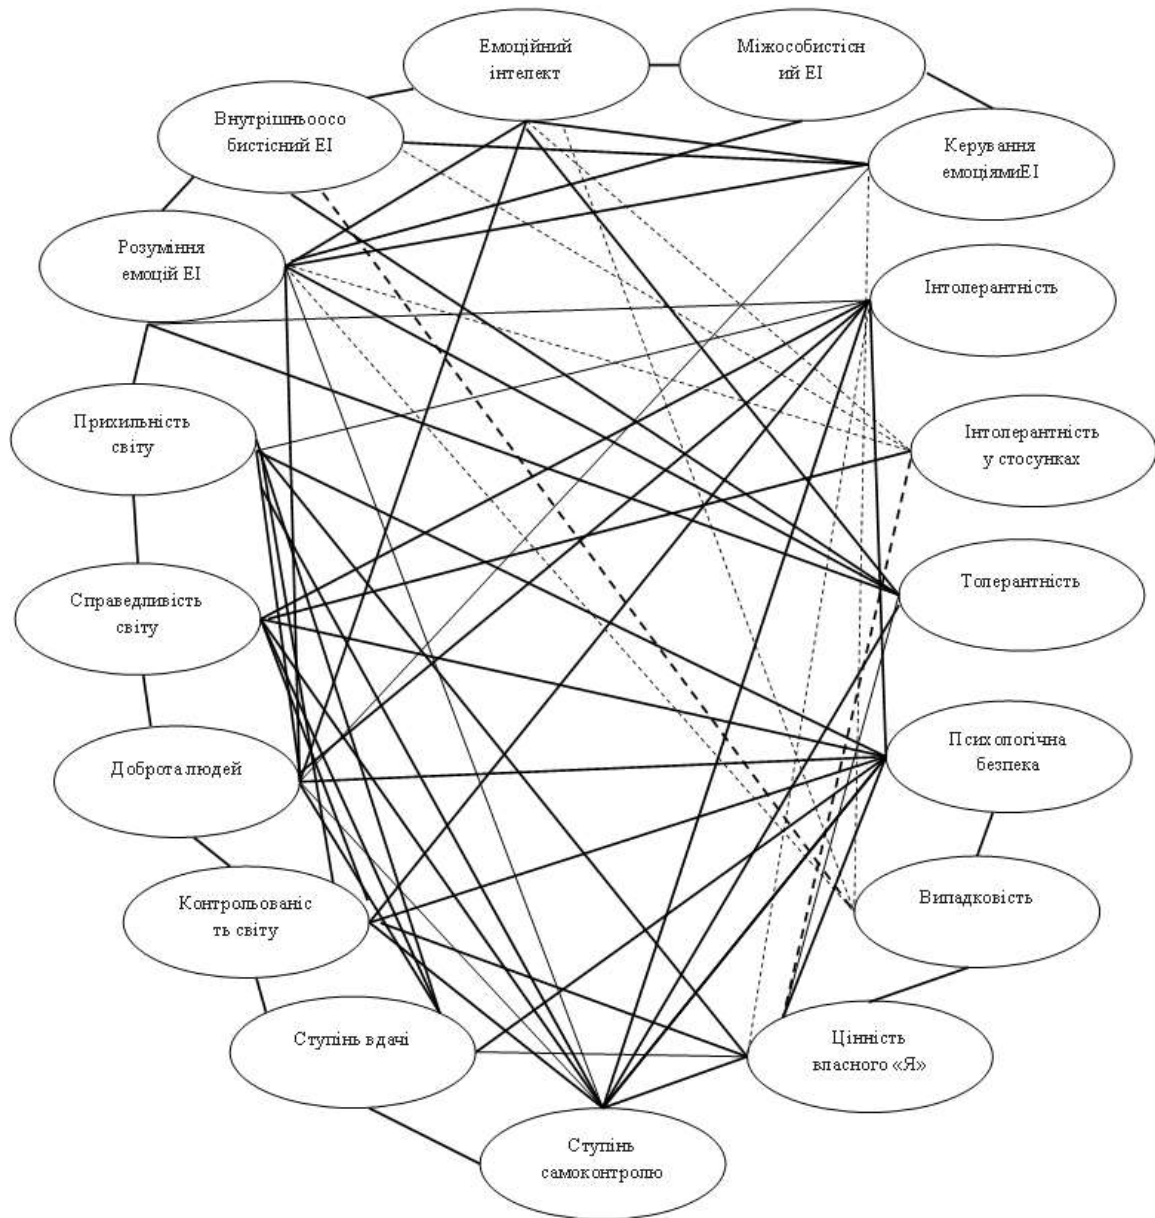 Емоційний
інтелект
Міжособистісн
ий ЕІ
Внутрішньоосо
бистісний ЕІ
Керування
емоціямиЕІ
Розуміння
емоцій ЕІ
Інтолерантність
Прихильність
світу
Інтолерантність
у стосунках
Справедливість
світу
Толерантність
Доброта людей
Психологічна
безпека
Контрольованіс
ть світу
Випадковість
Ступінь вдачі
Цінність
власного «Я»
Ступінь
самоконтролю